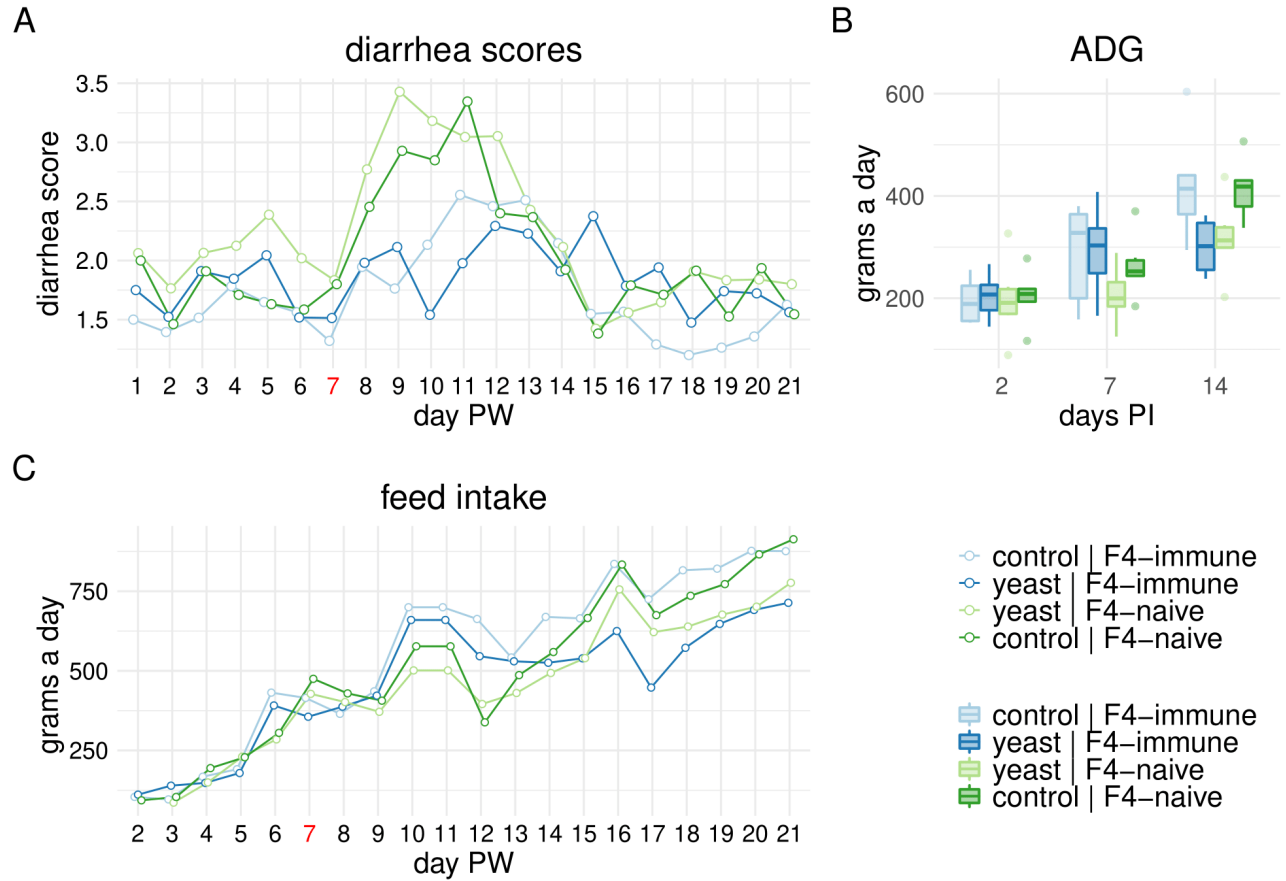 A
diarrhea scores
diarrhea score
3.5
3.0
2.5
2.0
1.5
1 2 3 4 5 6 7 8 9 10 11 12 13 14 15 16 17 18 19 20 21
day PW
B
ADG
grams a day
600
400
200
2 7 14
days PI
C
feed intake
grams a day
750
500
250
2 3 4 5 6 7 8 9 10 11 12 13 14 15 16 17 18 19 20 21
day PW
control | F4−immune
yeast | F4−immune
yeast | F4−naive
control | F4−naive
control | F4−immune
yeast | F4−immune
yeast | F4−naive
control | F4−naive